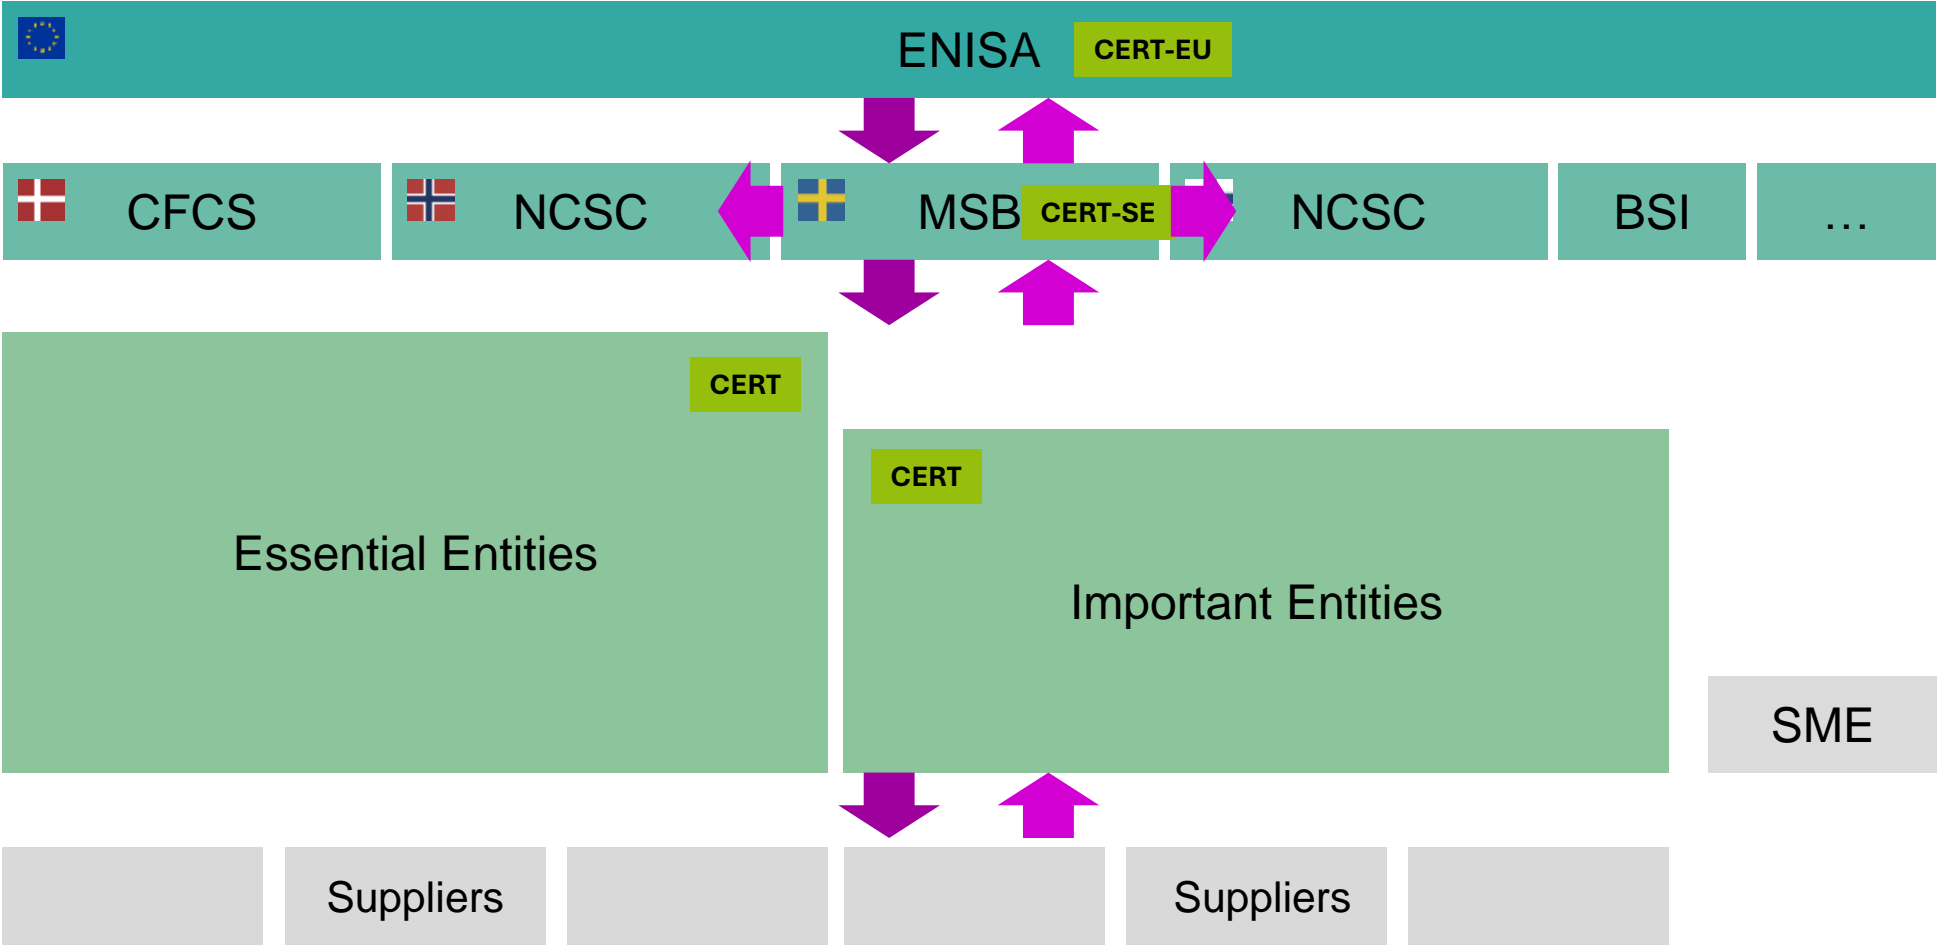 ENISA
CERT-EU
CFCS
NCSC
MSB
CERT-SE
NCSC
BSI
...
CERT
CERT
Essential Entities
Important Entities
SME
Suppliers
Suppliers